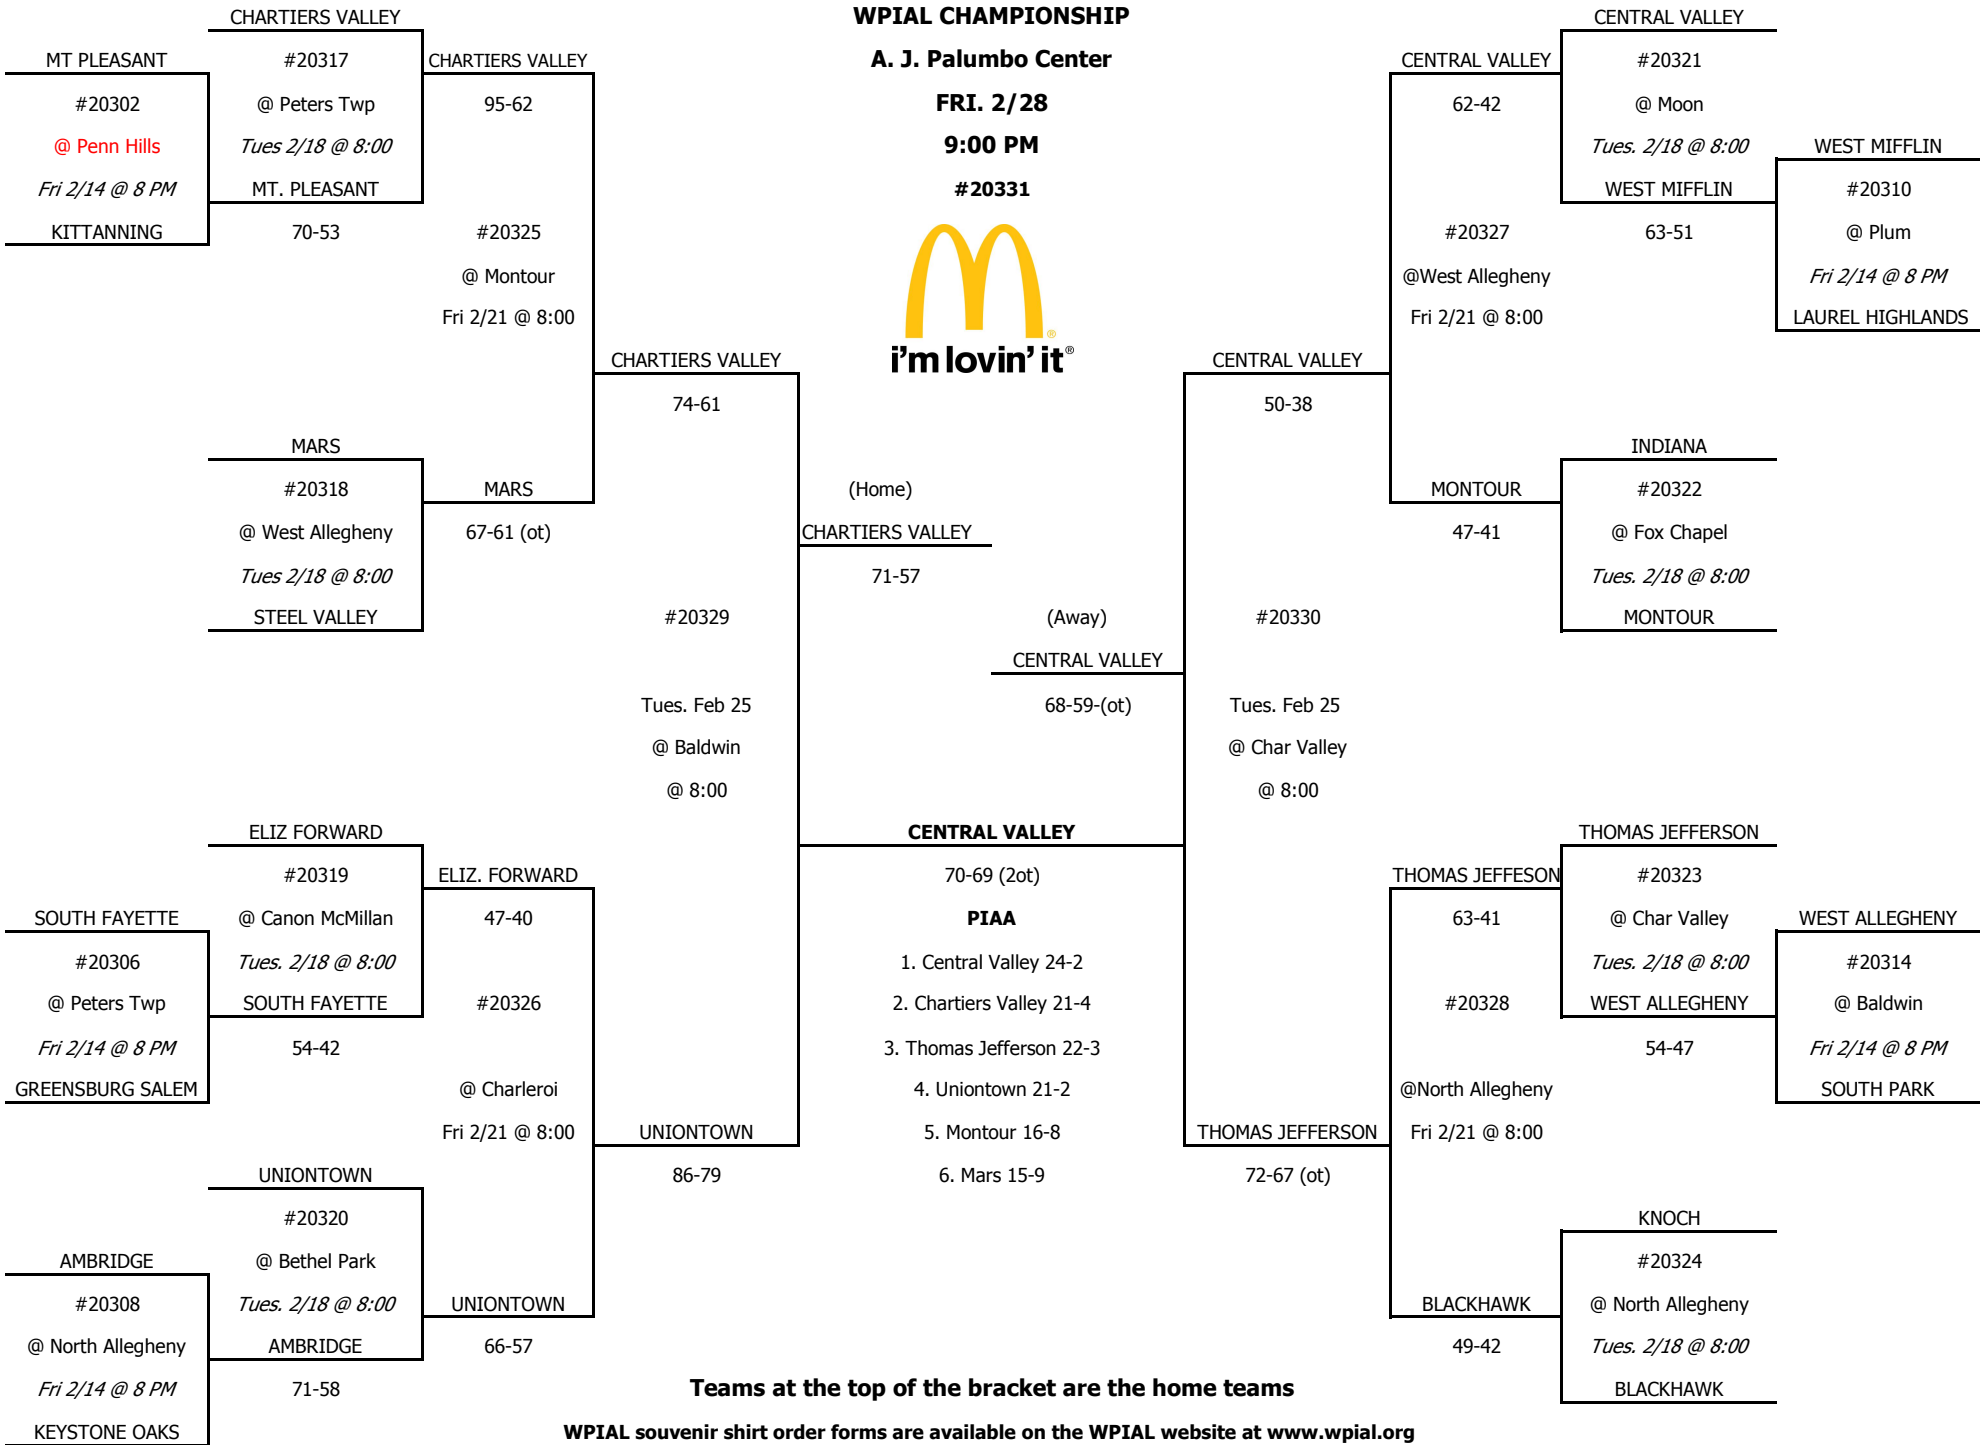 CHARTIERS VALLEY
MT PLEASANT
#20317
CHARTIERS VALLEY
#20302
@ Peters Twp
95-62
@ Penn Hills
Tues 2/18 @ 8:00
Fri 2/14 @ 8 PM
MT. PLEASANT
KITTANNING
70-53
#20325
@ Montour
Fri 2/21 @ 8:00
CHARTIERS VALLEY
74-61
MARS
#20318
MARS
@ West Allegheny
67-61 (ot)
Tues 2/18 @ 8:00
STEEL VALLEY
(Home)
CHARTIERS VALLEY
71-57
#20329
Tues. Feb 25
@ Baldwin
@ 8:00
ELIZ FORWARD
#20319
ELIZ. FORWARD
SOUTH FAYETTE
@ Canon McMillan
47-40
#20306
Tues. 2/18 @ 8:00
@ Peters Twp
SOUTH FAYETTE
#20326
Fri 2/14 @ 8 PM
54-42
GREENSBURG SALEM
@ Charleroi
Fri 2/21 @ 8:00
UNIONTOWN
86-79
UNIONTOWN
#20320
AMBRIDGE
@ Bethel Park
#20308
Tues. 2/18 @ 8:00
UNIONTOWN
@ North Allegheny
AMBRIDGE
66-57
Fri 2/14 @ 8 PM
71-58
KEYSTONE OAKS
WPIAL CHAMPIONSHIP
A. J. Palumbo Center
FRI. 2/28
9:00 PM
#20331
®
i'm lovin' it®
(Away)
CENTRAL VALLEY
68-59-(ot)
CENTRAL VALLEY
70-69 (2ot)
PIAA
1. Central Valley 24-2
2. Chartiers Valley 21-4
3. Thomas Jefferson 22-3
4. Uniontown 21-2
5. Montour 16-8
6. Mars 15-9
CENTRAL VALLEY
CENTRAL VALLEY
#20321
62-42
@ Moon
Tues. 2/18 @ 8:00
WEST MIFFLIN
WEST MIFFLIN
#20310
#20327
63-51
@ Plum
@West Allegheny
Fri 2/14 @ 8 PM
Fri 2/21 @ 8:00
LAUREL HIGHLANDS
CENTRAL VALLEY
50-38
INDIANA
MONTOUR
#20322
47-41
@ Fox Chapel
Tues. 2/18 @ 8:00
MONTOUR
#20330
Tues. Feb 25
@ Char Valley
@ 8:00
THOMAS JEFFERSON
THOMAS JEFFESON
#20323
63-41
@ Char Valley
WEST ALLEGHENY
Tues. 2/18 @ 8:00
#20314
#20328
WEST ALLEGHENY
@ Baldwin
54-47
Fri 2/14 @ 8 PM
@North Allegheny
SOUTH PARK
THOMAS JEFFERSON
Fri 2/21 @ 8:00
72-67 (ot)
KNOCH
#20324
BLACKHAWK
@ North Allegheny
49-42
Tues. 2/18 @ 8:00
BLACKHAWK
Teams at the top of the bracket are the home teams
WPIAL souvenir shirt order forms are available on the WPIAL website at www.wpial.org